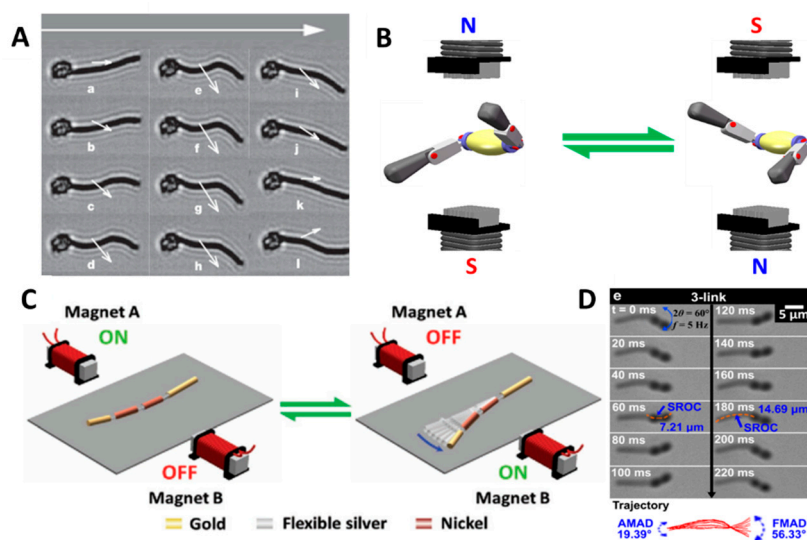 A
a
e
i
b
f
j
c
g
k
d
h
l
B
N
S
S
N
C
Magnet A
ON
OFF
Magnet B
Magnet A
OFF
ON
Magnet B
Gold
Flexible silver
Nickel
D
e
3-link
5 µm
t = 0 ms
2θ = 60°
f = 5 Hz
120 ms
20 ms
140 ms
40 ms
160 ms
60 ms
SROC
7.21 µm
180 ms
14.69 µm
SROC
80 ms
200 ms
100 ms
220 ms
Trajectory
AMAD
19.39°
FMAD
56.33°